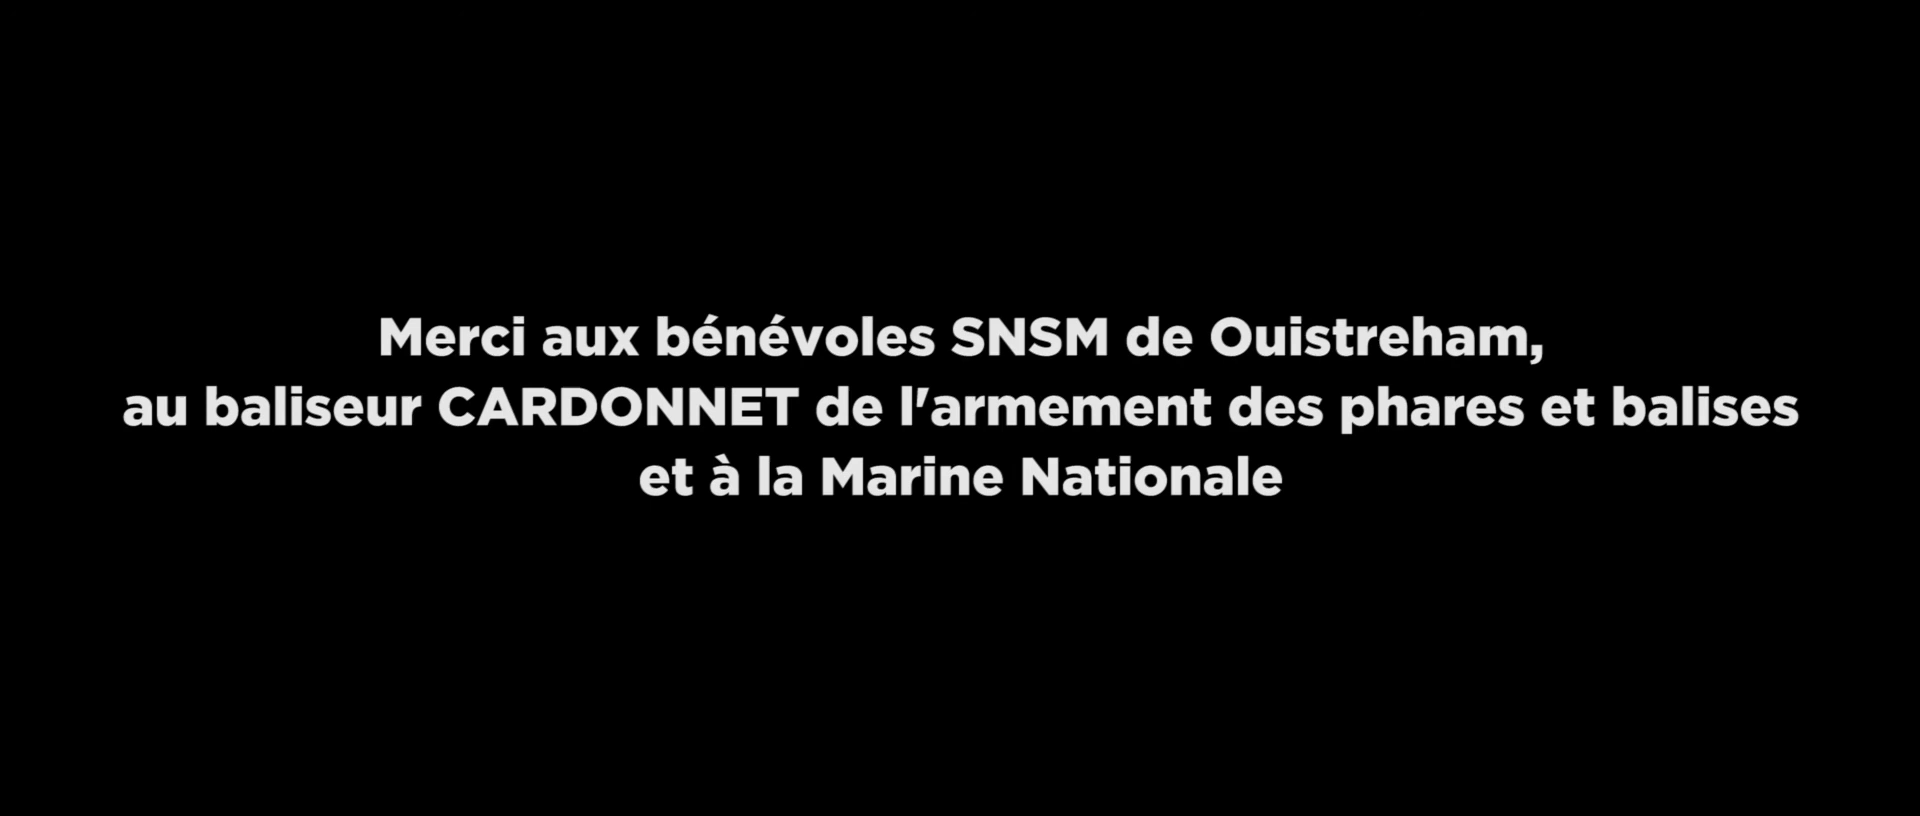 Merci aux bénévoles SNSM de Ouistreham,
au baliseur CARDONNET de l'armement des phares et balises
et à la Marine Nationale